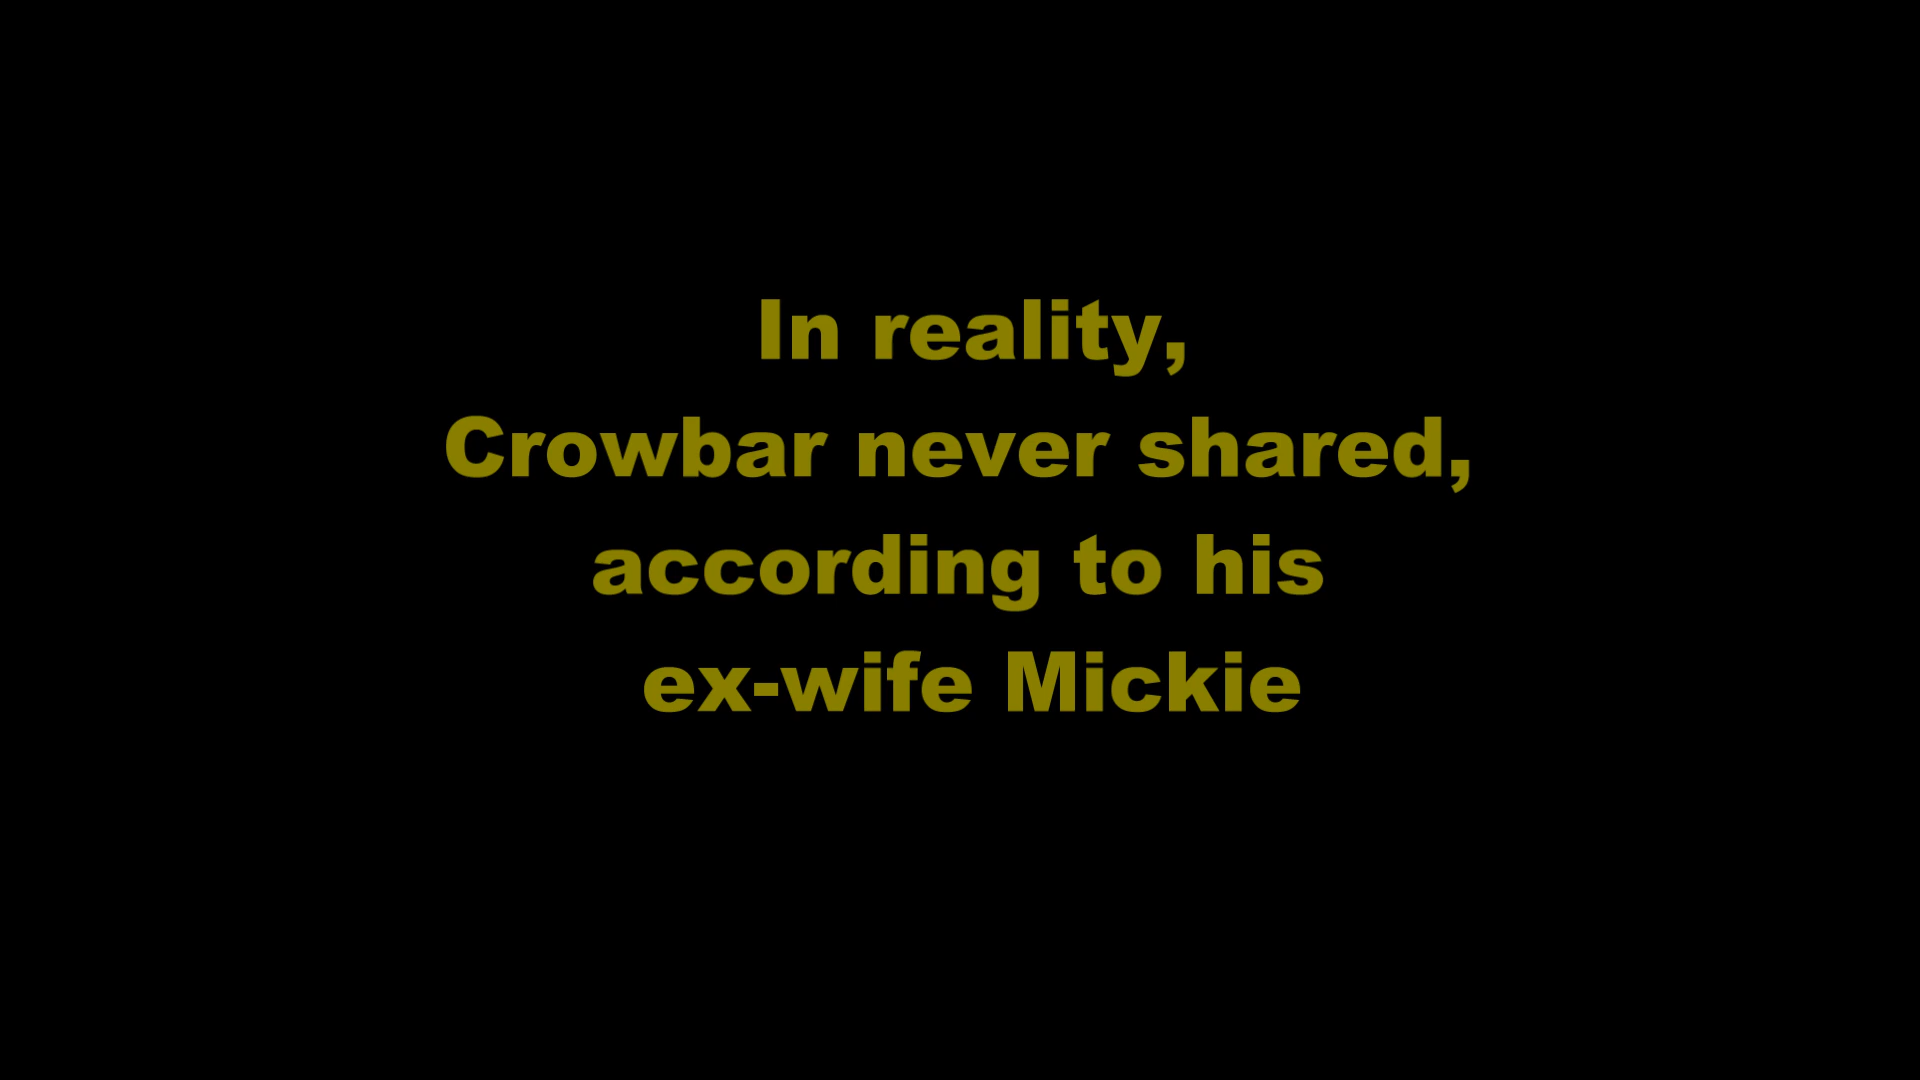 In reality,
Crowbar never shared,
according to his
ex-wife Mickie